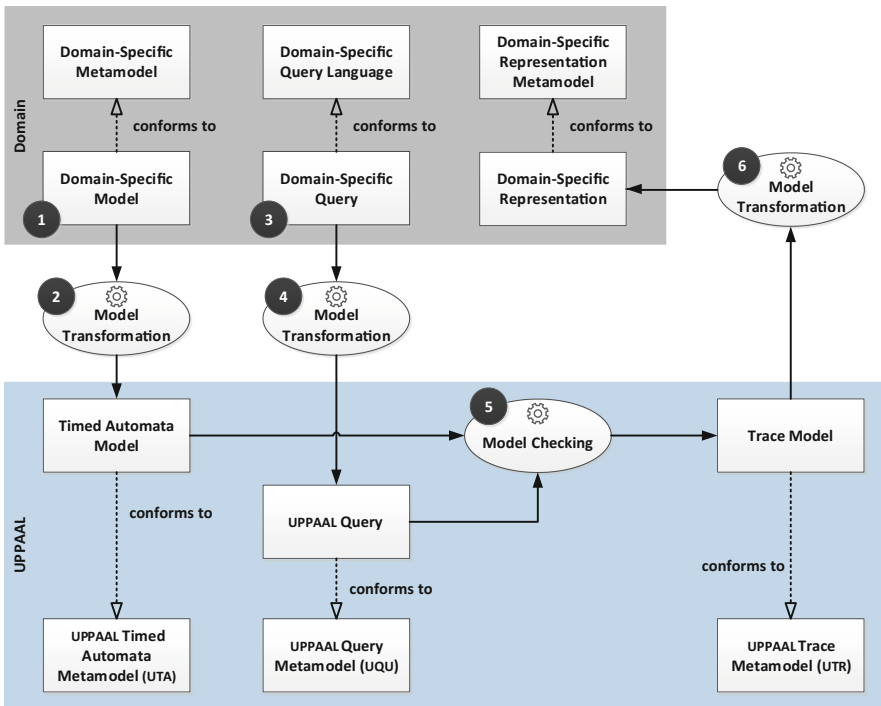 Domain
Domain-Specific
Metamodel
Domain-Specific
Query Language
Domain-Specific
Representation
Metamodel
conforms to
conforms to
conforms to
Domain-Specific
Model
1
Domain-Specific
Query
3
Domain-Specific
Representation
6
Model
Transformation
2
Model
Transformation
4
Model
Transformation
UPPAAL
Timed Automata
Model
5
Model Checking
Trace Model
conforms to
UPPAAL Query
conforms to
conforms to
UPPAAL Timed
Automata
Metamodel (UTA)
UPPAAL Query
Metamodel (UQU)
UPPAAL Trace
Metamodel (UTR)